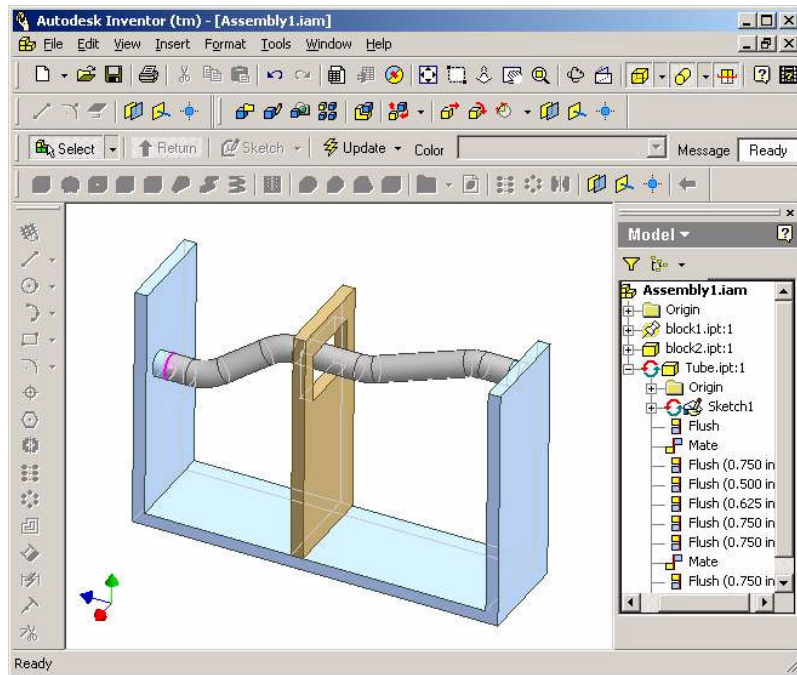 Autodesk Inventor (tm) - [Assembly1.iam]
File Edit View Insert Format Tools Window Help
Select Return Sketch Update Color Message Ready
Model
Assembly1.iam
Origin
block1.ipt:1
block2.ipt:1
Tube.ipt:1
Origin
Sketch1
Flush
Mate
Flush (0.750 in
Flush (0.500 in
Flush (0.625 in
Flush (0.750 in
Flush (0.750 in
Mate
Flush (0.750 in
Ready